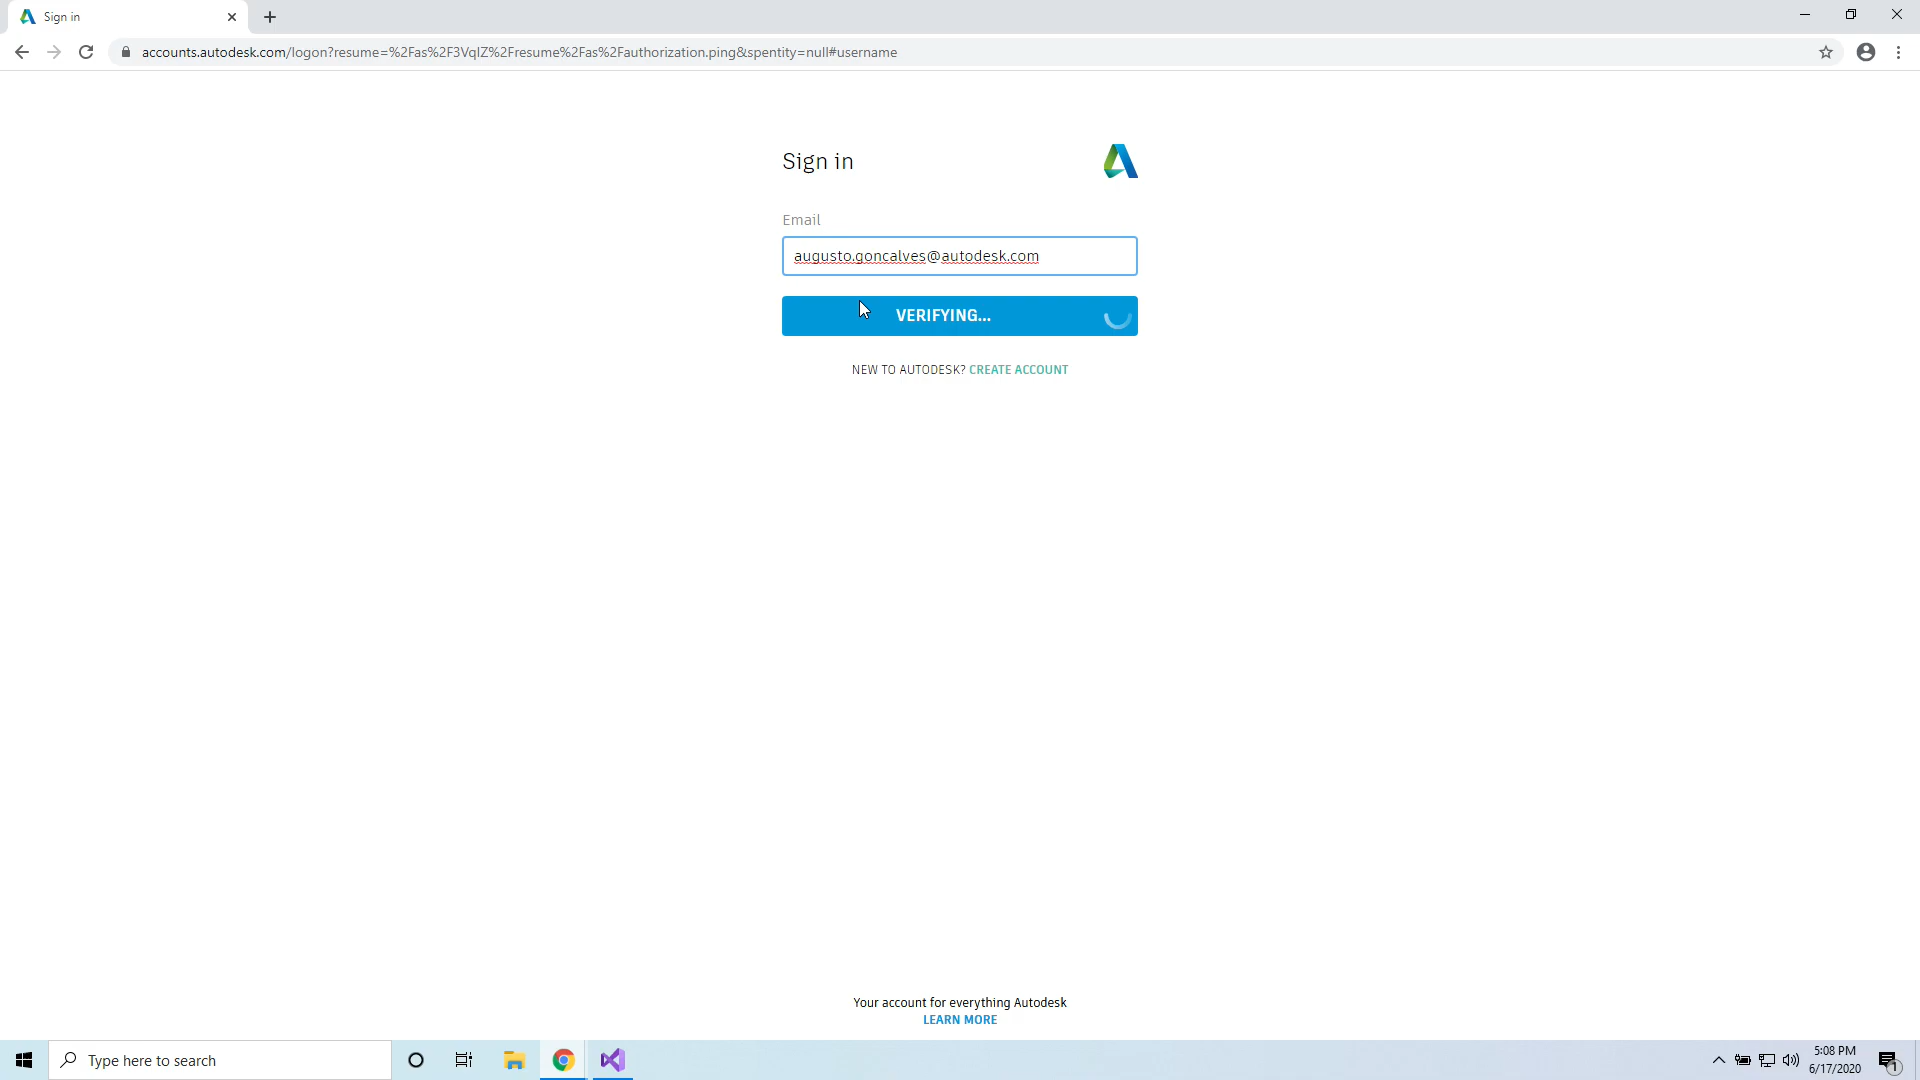 Sign in
accounts.autodesk.com/logon?resume=%2Fas%2F3VqlZ%2Fresume%2Fas%2Fauthorization.ping&spentity=null#username
Sign in
Email
augusto.goncalves@autodesk.com
VERIFYING...
NEW TO AUTODESK? CREATE ACCOUNT
Your account for everything Autodesk
LEARN MORE
Type here to search
5:08 PM
6/17/2020
1